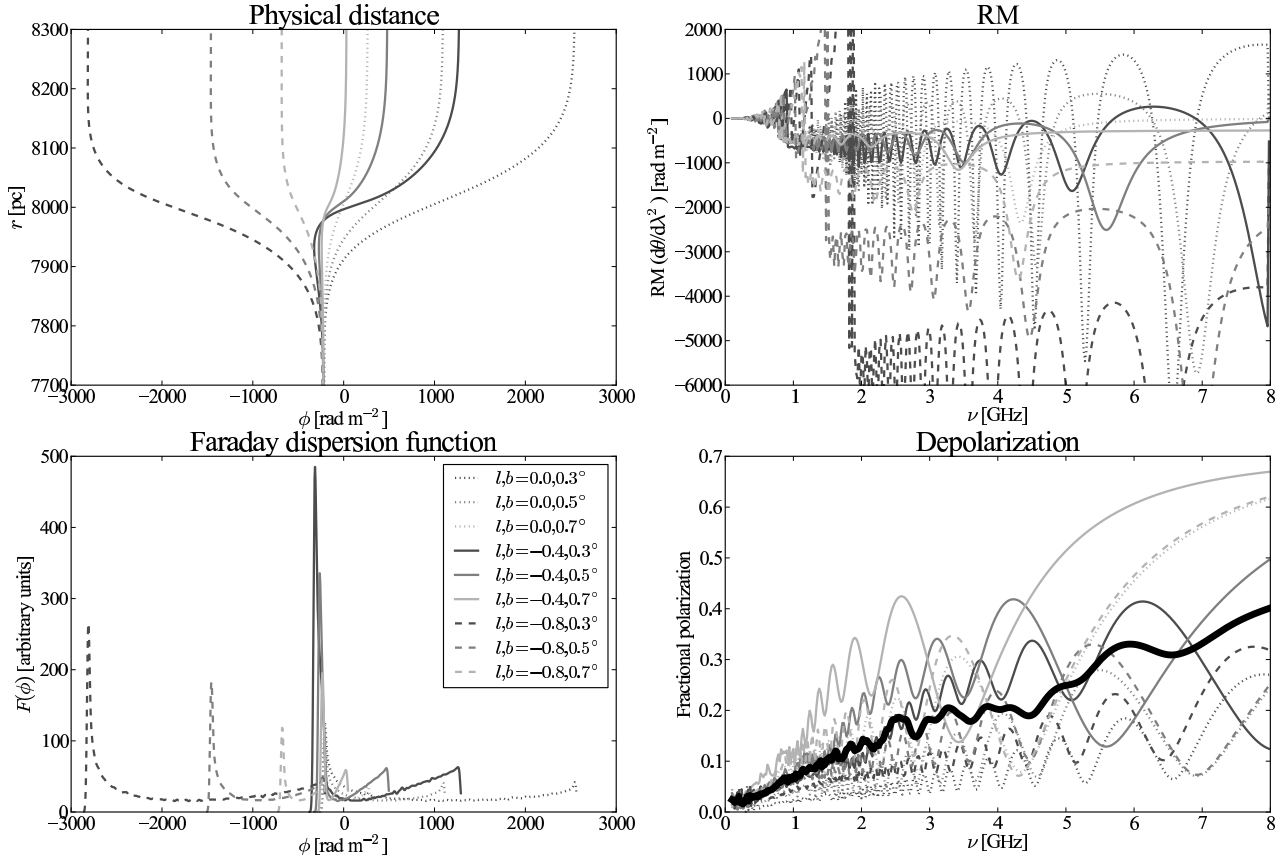 Physical distance
8300
8200
8100
8000
7900
7800
7700
r [pc]
−3000 −2000 −1000 0 1000 2000 3000
ϕ [rad m⁻²]
RM
2000
1000
0
−1000
−2000
−3000
−4000
−5000
−6000
RM (dθ/dλ²) [rad m⁻²]
1 2 3 4 5 6 7 8
ν [GHz]
Faraday dispersion function
500
400
300
200
100
0
F(ϕ) [arbitrary units]
−3000 −2000 −1000 0 1000 2000 3000
ϕ [rad m⁻²]
l,b=0.0,0.3°
l,b=0.0,0.5°
l,b=0.0,0.7°
l,b=−0.4,0.3°
l,b=−0.4,0.5°
l,b=−0.4,0.7°
l,b=−0.8,0.3°
l,b=−0.8,0.5°
l,b=−0.8,0.7°
Depolarization
0.7
0.6
0.5
0.4
0.3
0.2
0.1
0.0
Fractional polarization
0 1 2 3 4 5 6 7 8
ν [GHz]